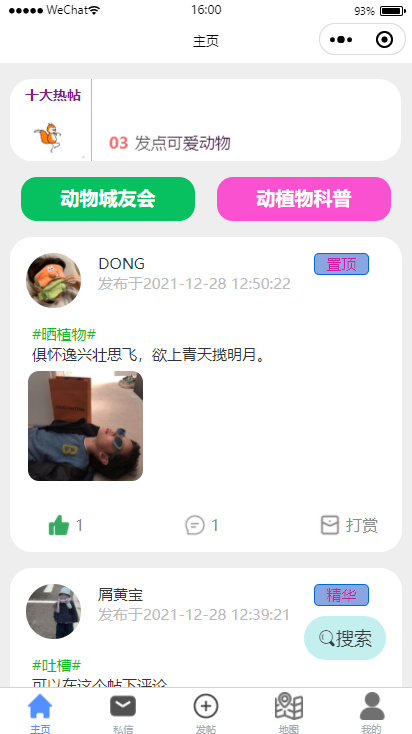 WeChat 16:00 93%
主页
十大热帖
03 发点可爱动物
动物城友会 动植物科普
DONG 置顶
发布于2021-12-28 12:50:22
#晒植物#
俱怀逸兴壮思飞，欲上青天揽明月。
1 1 打赏
屑黄宝 精华
发布于2021-12-28 12:39:21
搜索
#吐槽#
可以在这个帖下评论
主页 私信 发帖 地图 我的